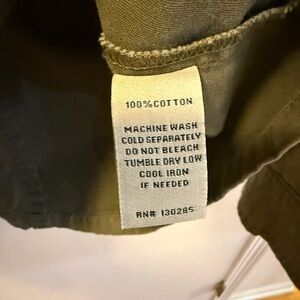 100% COTTON
MACHINE WASH
COLD SEPARATELY
DO NOT BLEACH
TUMBLE DRY LOW
COOL IRON
IF NEEDED
RN# 130285